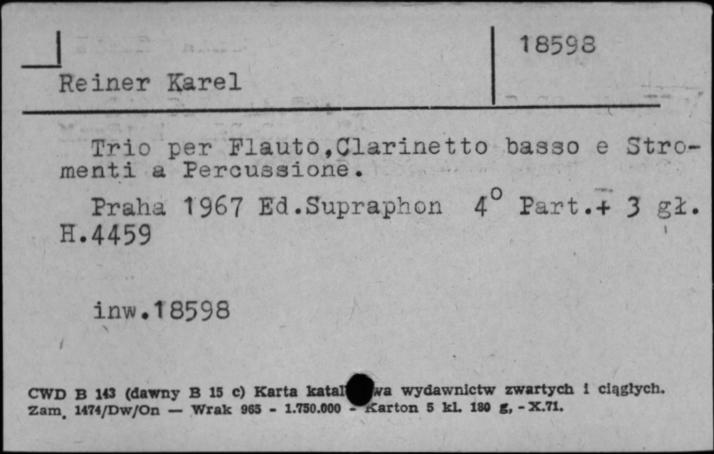 18598
Reiner Karel
Trio per Flauto,Clarinetto basso e Stro-
menti a Percussione.
Praha 1967 Ed.Supraphon 4° Part.+ 3 gł.
H.4459
inw.18598
CWD B 143 (dawny B 15 c) Karta wydawnictw zwartych i ciągłych.
Zam. 1474/Dw/On — Wrak 965 - 1.750.000 - Karton 5 kl. 180 g, - X.71.